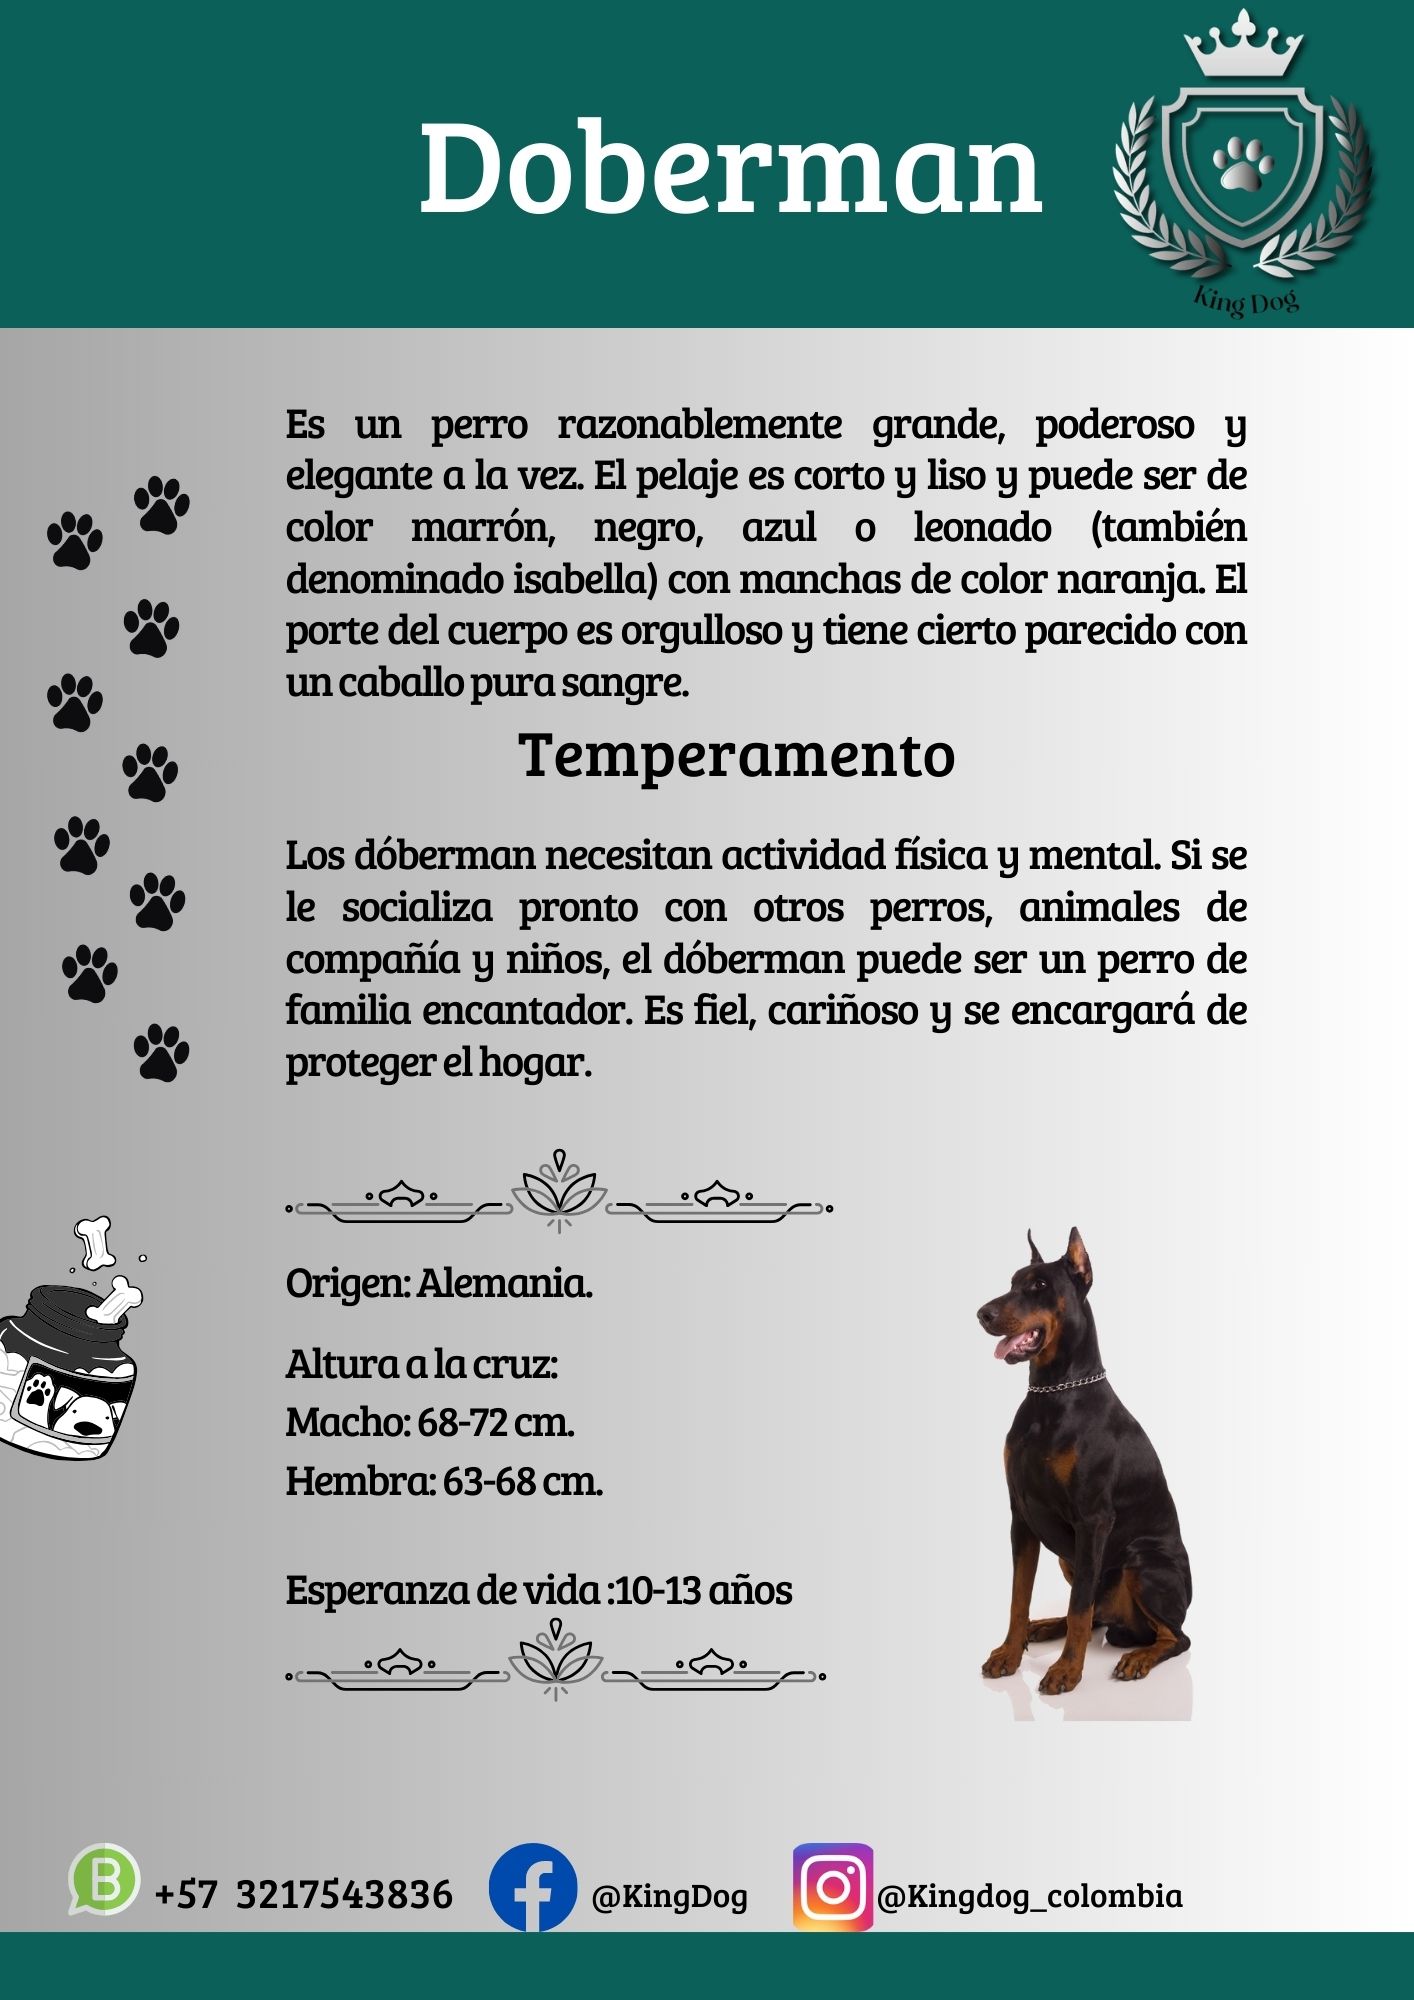 Doberman
King Dog
Es un perro razonablemente grande, poderoso y
elegante a la vez. El pelaje es corto y liso y puede ser de
color marrón, negro, azul o leonado (también
denominado isabella) con manchas de color naranja. El
porte del cuerpo es orgulloso y tiene cierto parecido con
un caballo pura sangre.
Temperamento
Los dóberman necesitan actividad física y mental. Si se
le socializa pronto con otros perros, animales de
compañía y niños, el dóberman puede ser un perro de
familia encantador. Es fiel, cariñoso y se encargará de
proteger el hogar.
Origen: Alemania.
Altura a la cruz:
Macho: 68-72 cm.
Hembra: 63-68 cm.
Esperanza de vida :10-13 años
B +57 3217543836 @KingDog @Kingdog_colombia